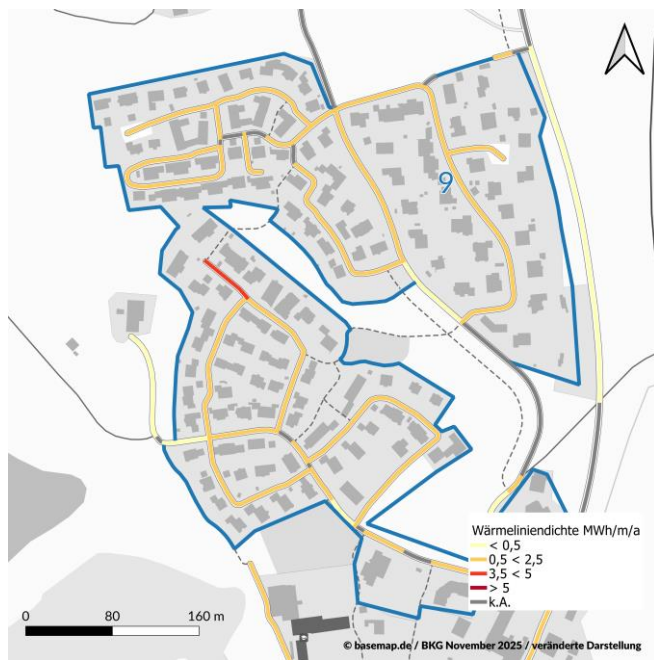 9
Wärmeliniendichte MWh/m/a
< 0,5
0,5 < 2,5
3,5 < 5
> 5
k.A.
0 80 160 m
© basemap.de / BKG November 2025 / veränderte Darstellung